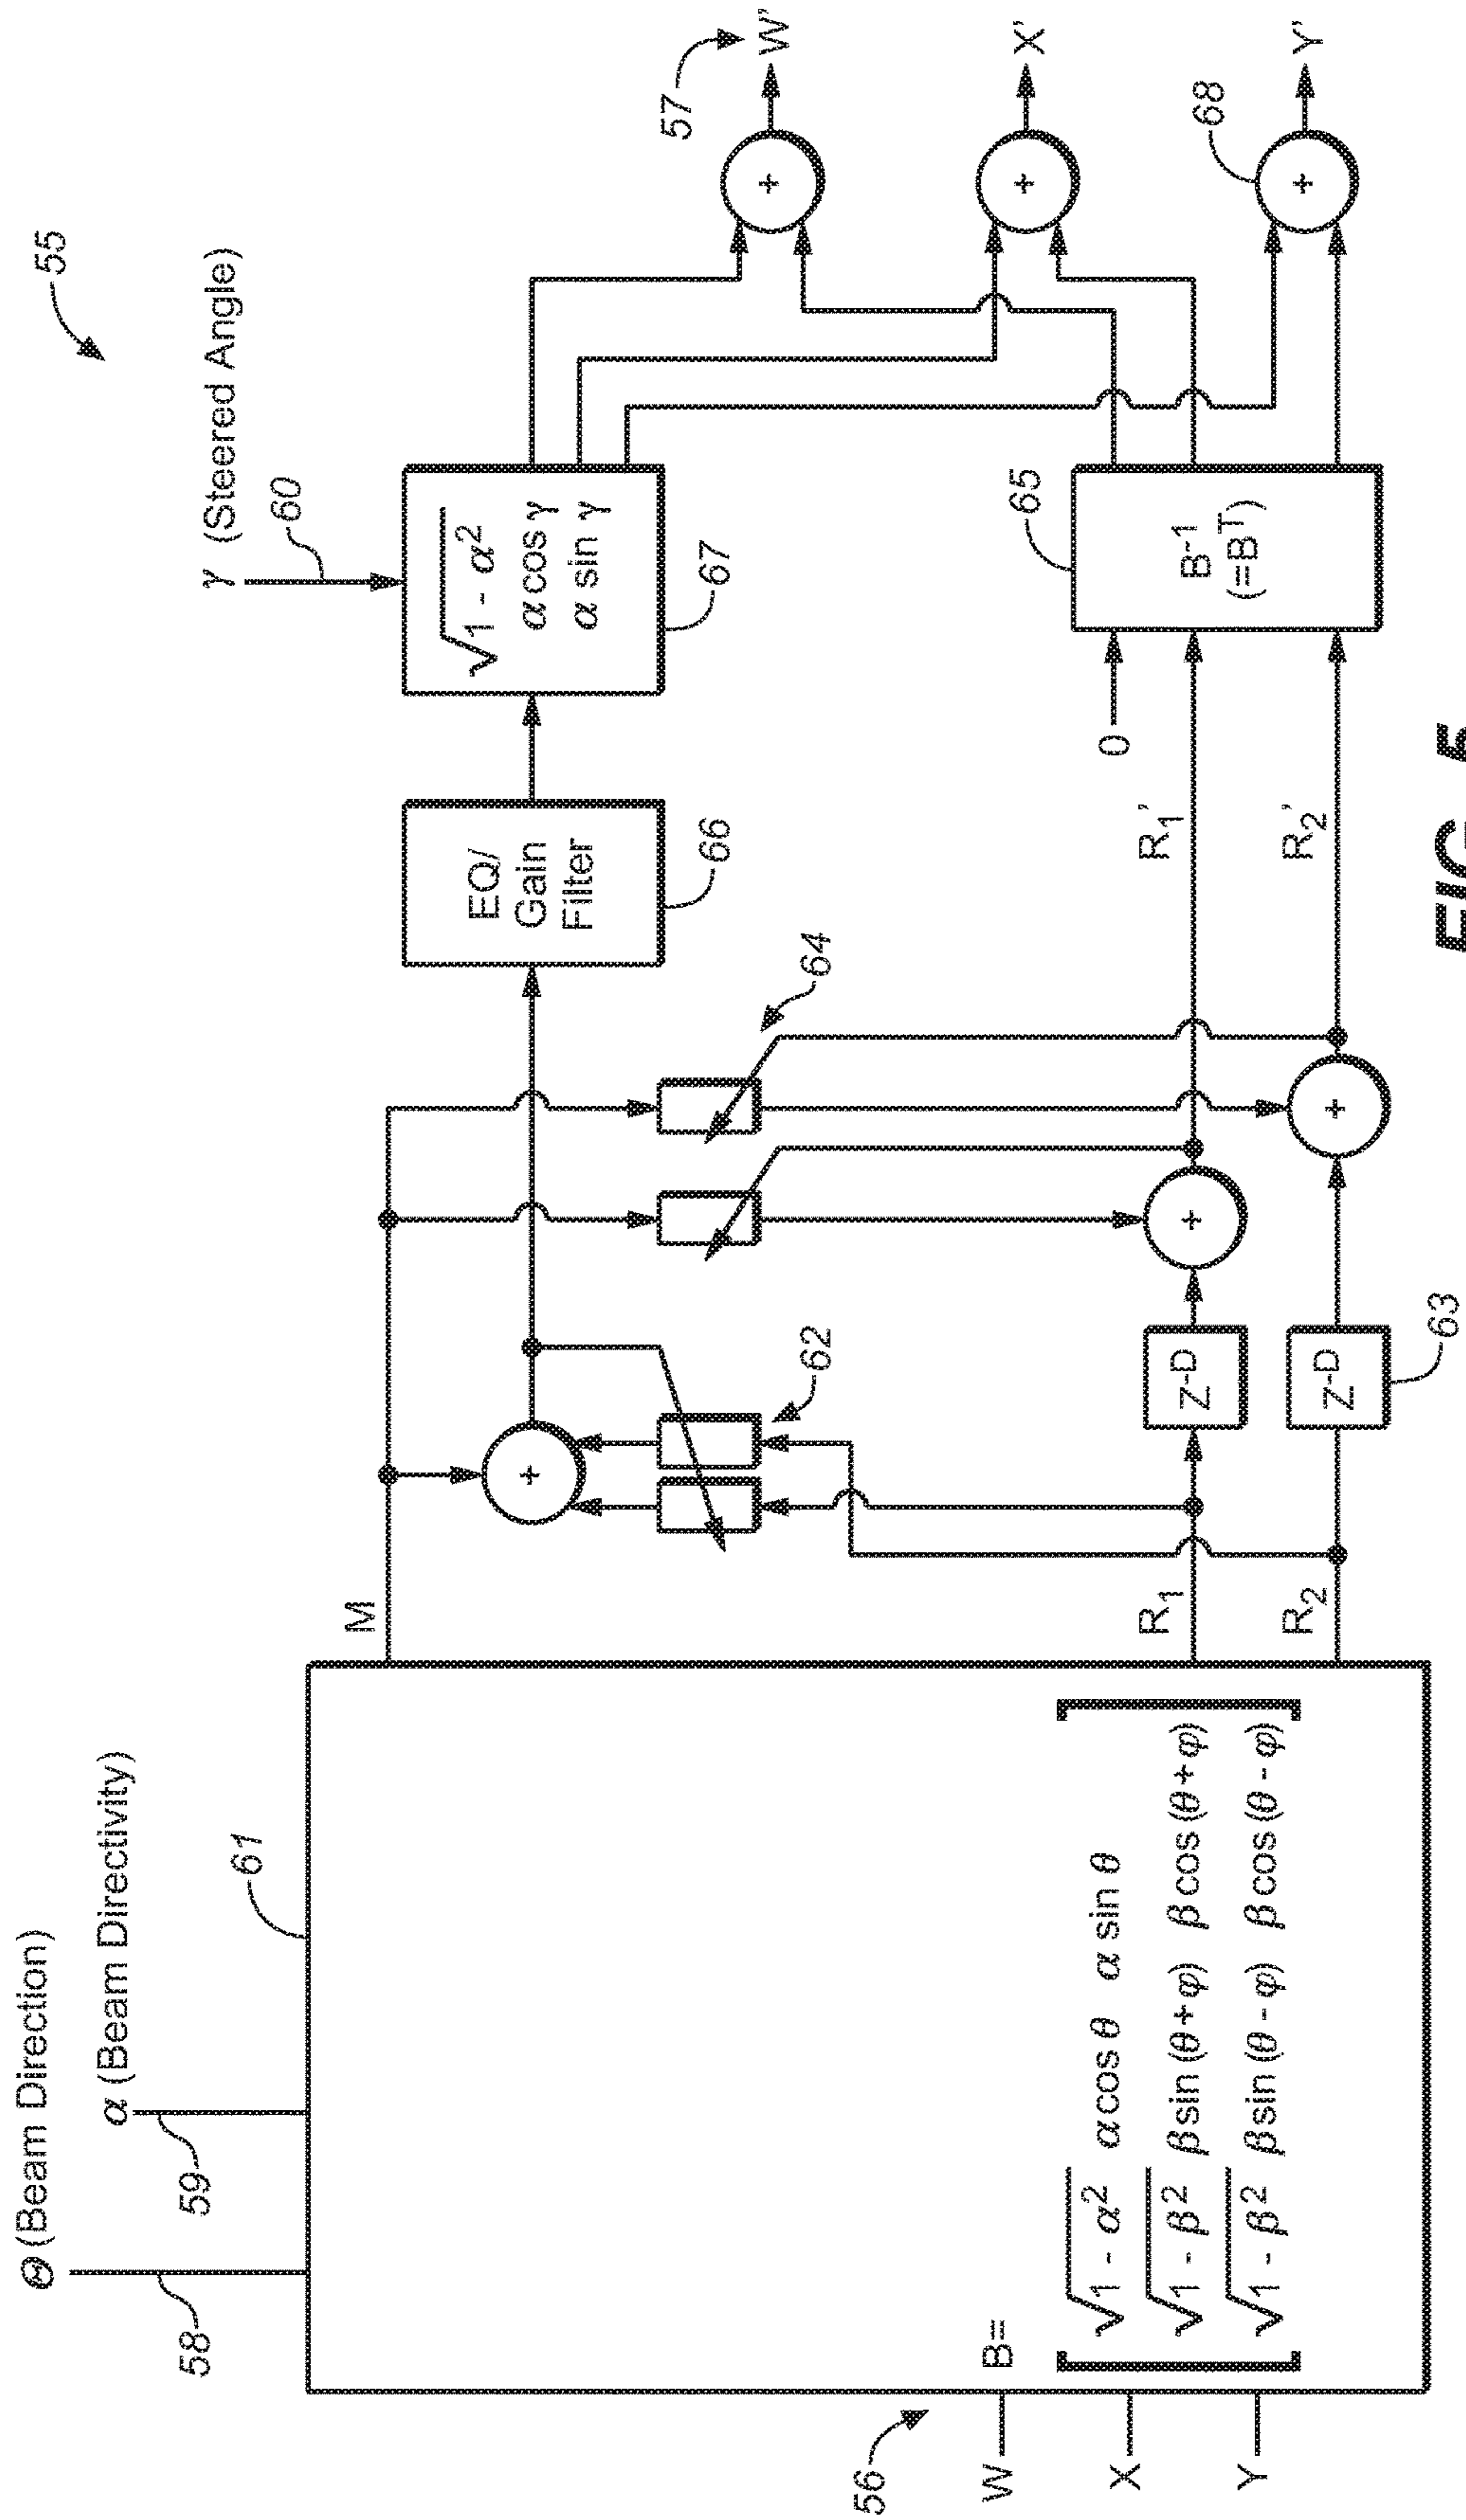 55
Θ (Beam Direction)
α (Beam Directivity)
γ (Steered Angle)
58
59
61
60
M
EQ/
Gain
Filter
66
√1 - α²
α cos γ
α sin γ
67
57
W'
X'
Y'
68
62
64
56
W
X
Y
B=
√1 - α² α cos θ α sin θ
√1 - β² β sin (θ + φ) β cos (θ + φ)
√1 - β² β sin (θ - φ) β cos (θ - φ)
R₁
R₂
Z⁻ᴰ
Z⁻ᴰ
63
+
+
+
R₁'
R₂'
0
B⁻¹
(=Bᵀ)
65
+
+
+
FIG. 5